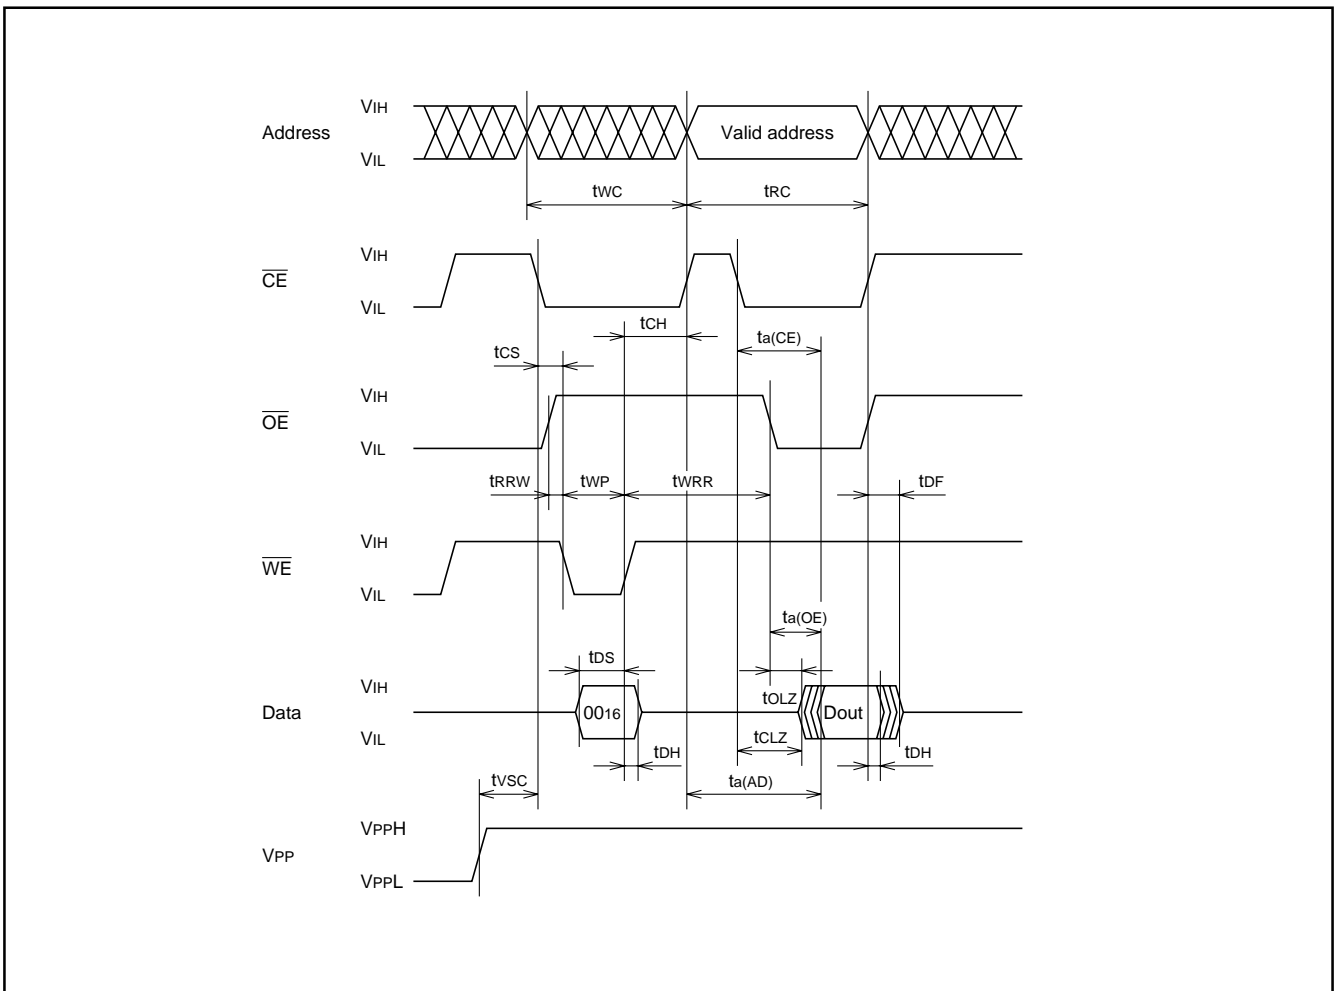 VIH
Address
Valid address
VIL
tWC
tRC
VIH
CE
VIL
tCH
ta(CE)
tCS
VIH
OE
VIL
tRRW
tWP
tWRR
tDF
VIH
WE
VIL
ta(OE)
tDS
VIH
tOLZ
Data
0016
Dout
VIL
tCLZ
tDH
tDH
tVSC
ta(AD)
VPPH
VPP
VPPL